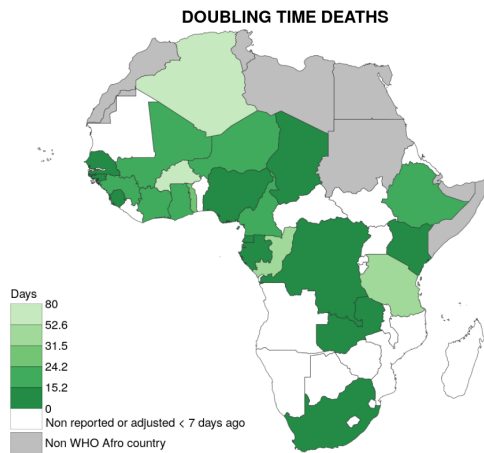 DOUBLING TIME DEATHS
Days
80
52.6
31.5
24.2
15.2
0
Non reported or adjusted < 7 days ago
Non WHO Afro country